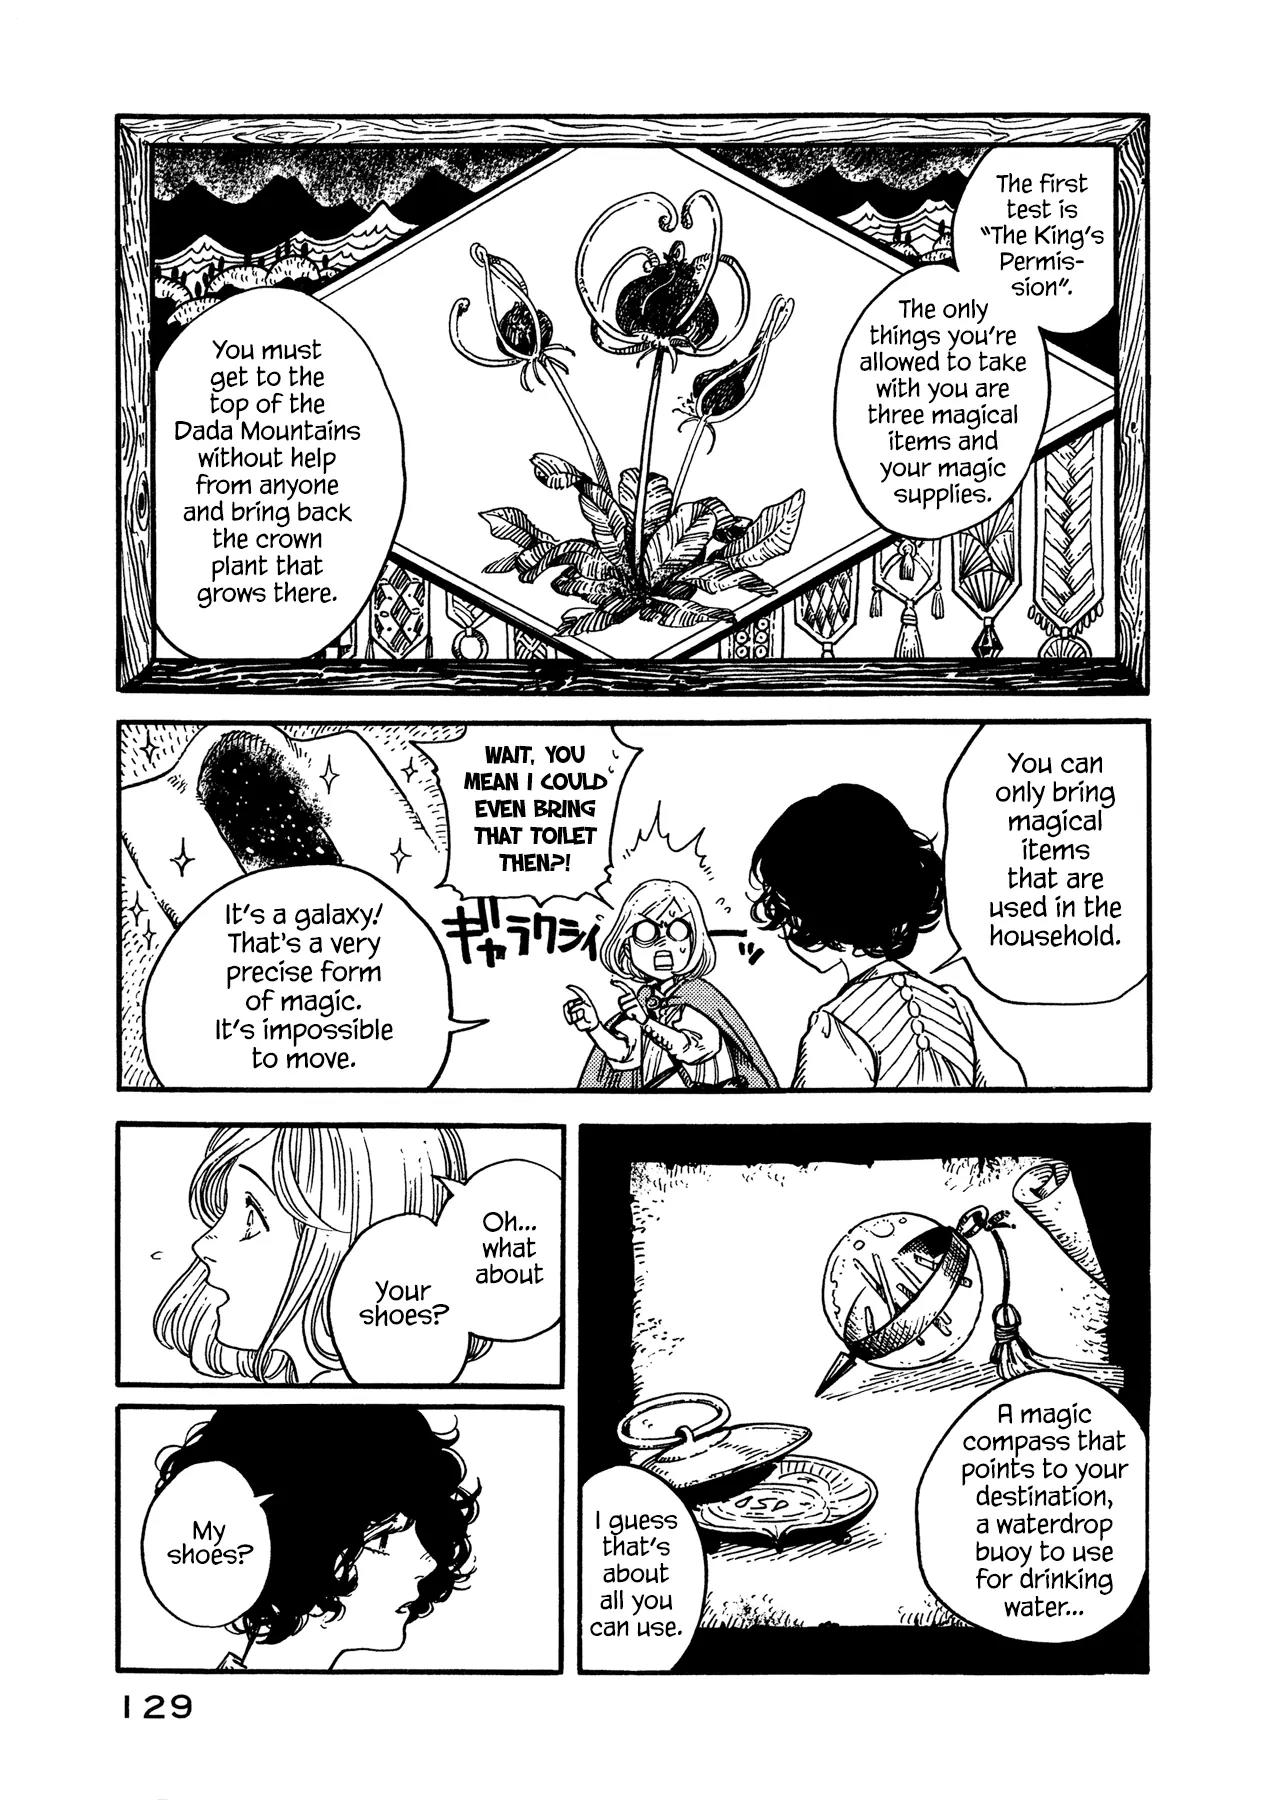 The first
test is
"The King's
Permis-
sion".
The only
things you're
allowed to take
with you are
three magical
items and
your magic
supplies.
You must
get to the
top of the
Dada Mountains
without help
from anyone
and bring back
the crown
plant that
grows there.
You can
only bring
magical
items
that are
used in the
household.
WAIT, YOU
MEAN I COULD
EVEN BRING
THAT TOILET
THEN?!
ギャラクシィーッ
It's a galaxy!
That's a very
precise form
of magic.
It's impossible
to move.
A magic
compass that
points to your
destination,
a waterdrop
buoy to use
for drinking
water...
I guess
that's
about
all you
can use.
Oh...
what
about
Your
shoes?
My
shoes?
129